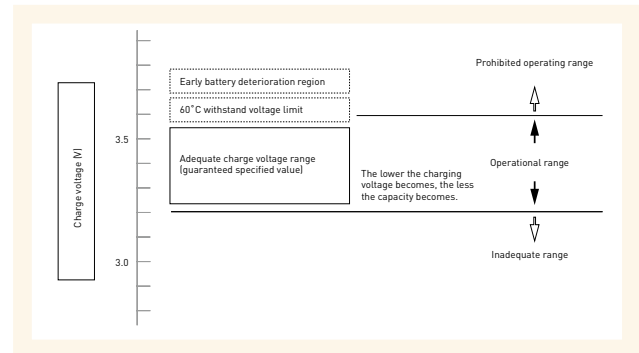 Charge voltage (V)
3.5
3.0
Early battery deterioration region
60˚C withstand voltage limit
Adequate charge voltage range
(guaranteed specified value)
The lower the charging
voltage becomes, the less
the capacity becomes.
Prohibited operating range
Operational range
Inadequate range